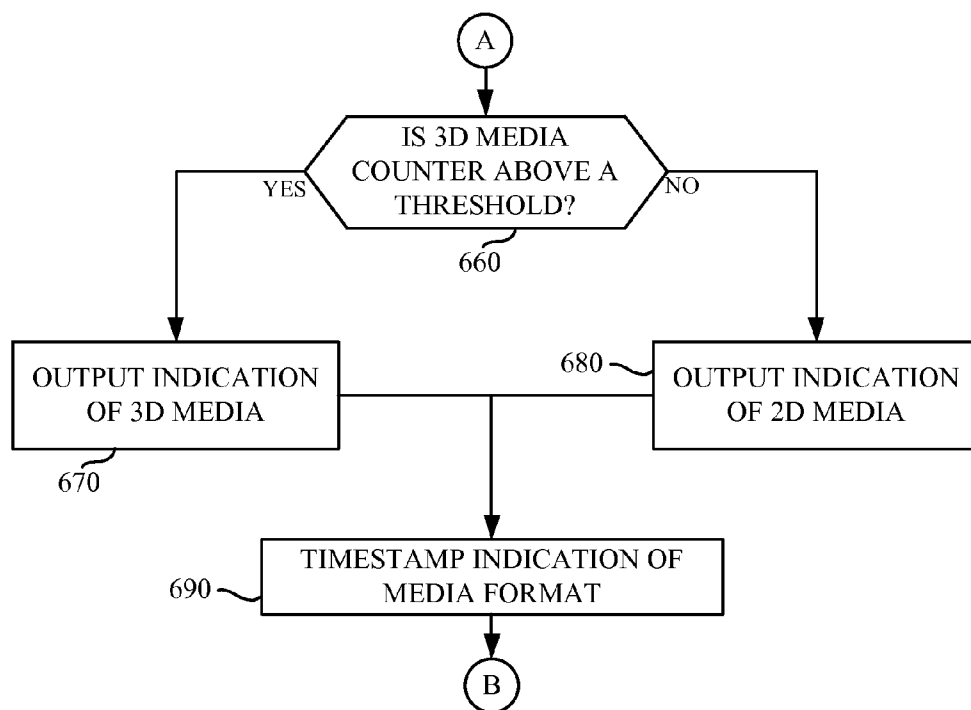 A
IS 3D MEDIA
COUNTER ABOVE A
THRESHOLD?
YES
NO
660
OUTPUT INDICATION
OF 3D MEDIA
670
680
OUTPUT INDICATION
OF 2D MEDIA
TIMESTAMP INDICATION OF
MEDIA FORMAT
690
B